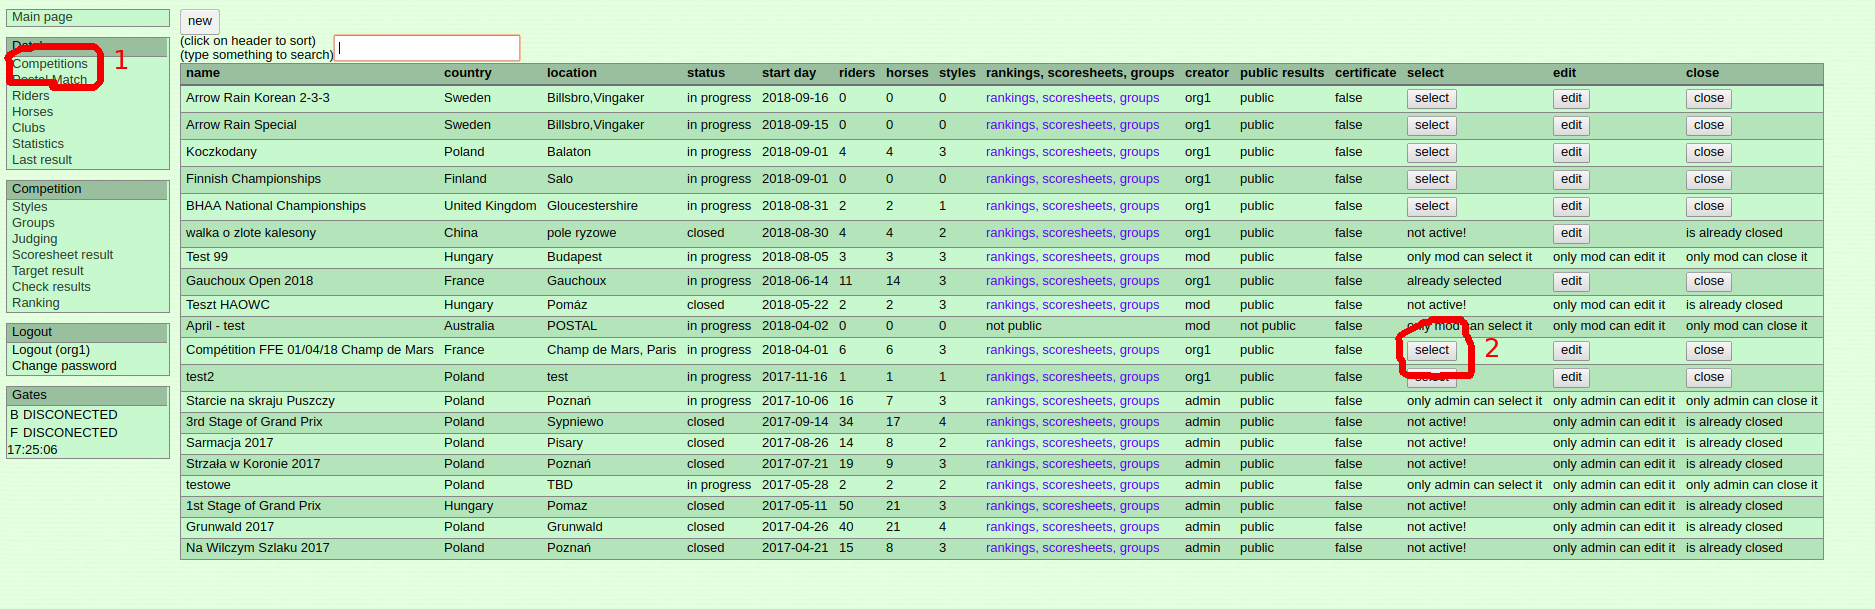 Main page
Competitions
1
Postal Match
Riders
Horses
Clubs
Statistics
Last result
Competition
Styles
Groups
Judging
Scoresheet result
Target result
Check results
Ranking
Logout
Logout (org1)
Change password
Gates
B DISCONECTED
F DISCONECTED
17:25:06
new
(click on header to sort)
(type something to search)
name country location status start day riders horses styles rankings, scoresheets, groups creator public results certificate select edit close
Arrow Rain Korean 2-3-3 Sweden Billsbro,Vingaker in progress 2018-09-16 0 0 0 rankings, scoresheets, groups org1 public false select edit close
Arrow Rain Special Sweden Billsbro,Vingaker in progress 2018-09-15 0 0 0 rankings, scoresheets, groups org1 public false select edit close
Koczkodany Poland Balaton in progress 2018-09-01 4 4 3 rankings, scoresheets, groups org1 public false select edit close
Finnish Championships Finland Salo in progress 2018-09-01 0 0 0 rankings, scoresheets, groups org1 public false select edit close
BHAA National Championships United Kingdom Gloucestershire in progress 2018-08-31 2 2 1 rankings, scoresheets, groups org1 public false select edit close
walka o zlote kalesony China pole ryzowe closed 2018-08-30 4 4 2 rankings, scoresheets, groups org1 public false not active! edit is already closed
Test 99 Hungary Budapest in progress 2018-08-05 3 3 3 rankings, scoresheets, groups mod public false only mod can select it only mod can edit it only mod can close it
Gauchoux Open 2018 France Gauchoux in progress 2018-06-14 11 14 3 rankings, scoresheets, groups org1 public false already selected edit close
Teszt HAOWC Hungary Pomáz closed 2018-05-22 2 2 3 rankings, scoresheets, groups mod public false not active! only mod can edit it is already closed
April - test Australia POSTAL in progress 2018-04-02 0 0 0 not public mod not public false only mod can select it only mod can edit it only mod can close it
Compétition FFE 01/04/18 Champ de Mars France Champ de Mars, Paris in progress 2018-04-01 6 6 3 rankings, scoresheets, groups org1 public false select 2 edit close
test2 Poland test in progress 2017-11-16 1 1 1 rankings, scoresheets, groups org1 public false select edit close
Starcie na skraju Puszczy Poland Poznań in progress 2017-10-06 16 7 3 rankings, scoresheets, groups admin public false only admin can select it only admin can edit it only admin can close it
3rd Stage of Grand Prix Poland Sypniewo closed 2017-09-14 34 17 4 rankings, scoresheets, groups admin public false not active! only admin can edit it is already closed
Sarmacja 2017 Poland Pisary closed 2017-08-26 14 8 2 rankings, scoresheets, groups admin public false not active! only admin can edit it is already closed
Strzała w Koronie 2017 Poland Poznań closed 2017-07-21 19 9 3 rankings, scoresheets, groups admin public false not active! only admin can edit it is already closed
testowe Poland TBD in progress 2017-05-28 2 2 2 rankings, scoresheets, groups admin public false only admin can select it only admin can edit it only admin can close it
1st Stage of Grand Prix Hungary Pomaz closed 2017-05-11 50 21 3 rankings, scoresheets, groups admin public false not active! only admin can edit it is already closed
Grunwald 2017 Poland Grunwald closed 2017-04-26 40 21 4 rankings, scoresheets, groups admin public false not active! only admin can edit it is already closed
Na Wilczym Szlaku 2017 Poland Poznań closed 2017-04-21 15 8 3 rankings, scoresheets, groups admin public false not active! only admin can edit it is already closed